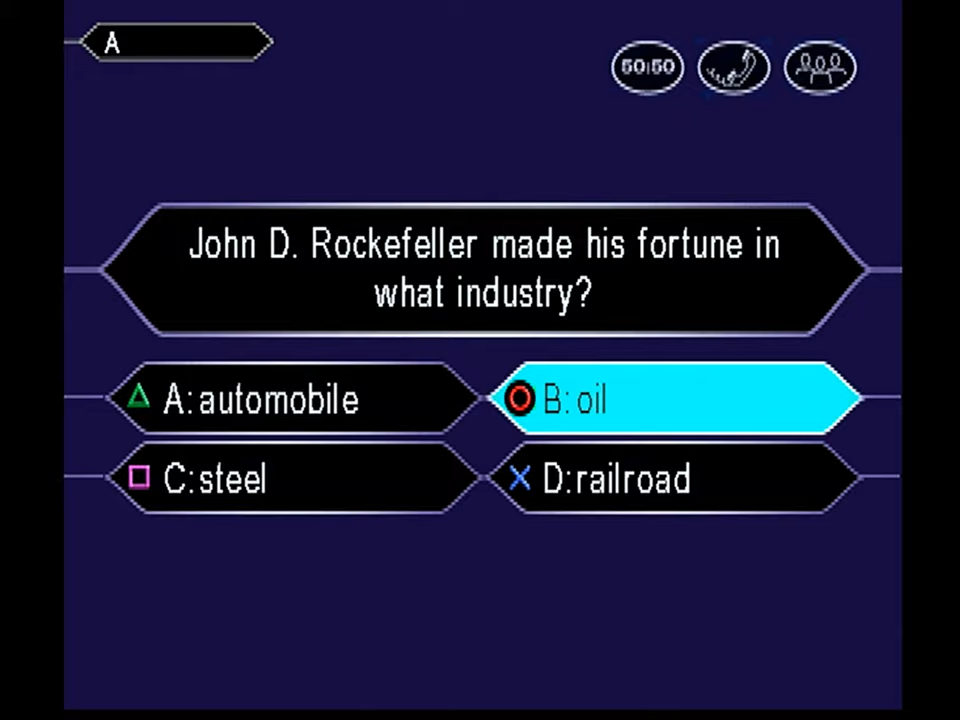 A
50:50
John D. Rockefeller made his fortune in
what industry?
A: automobile
B: oil
C: steel
D: railroad